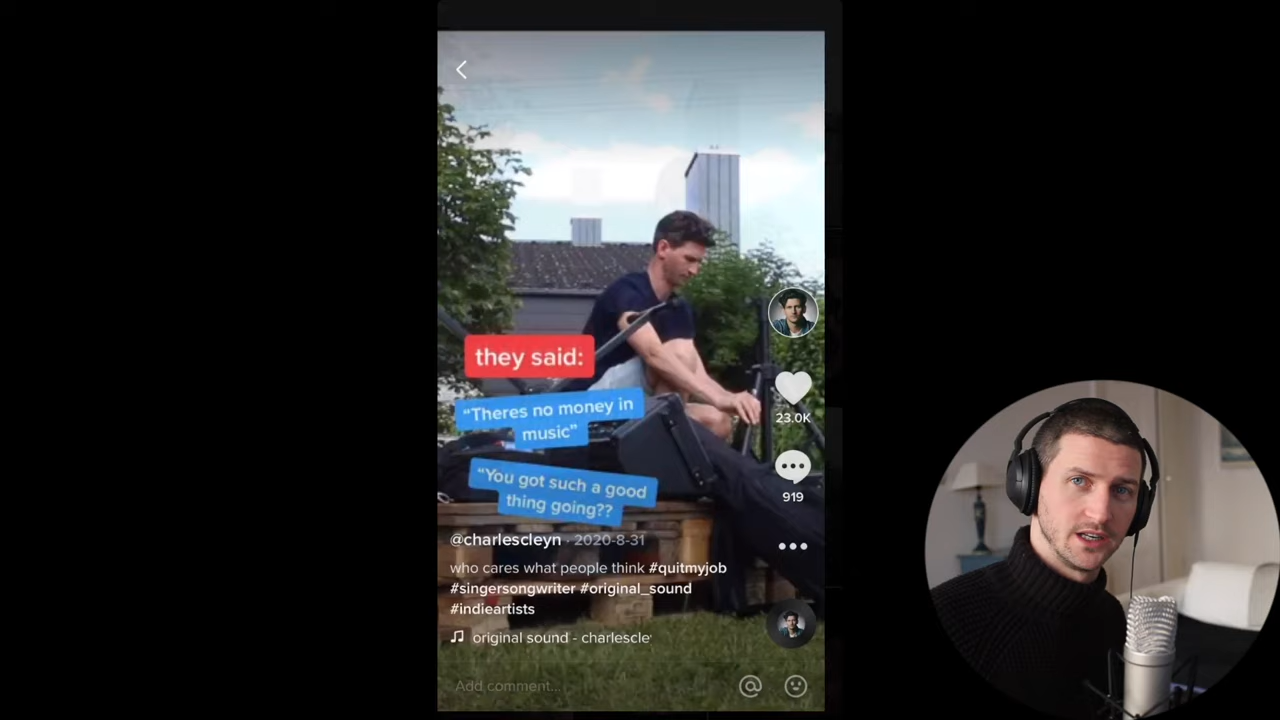 they said:
“Theres no money in
music”
“You got such a good
thing going??
23.0K
919
@charlescleyn · 2020-8-31
who cares what people think #quitmyjob
#singersongwriter #original_sound
#indieartists
original sound - charlescle
Add comment...